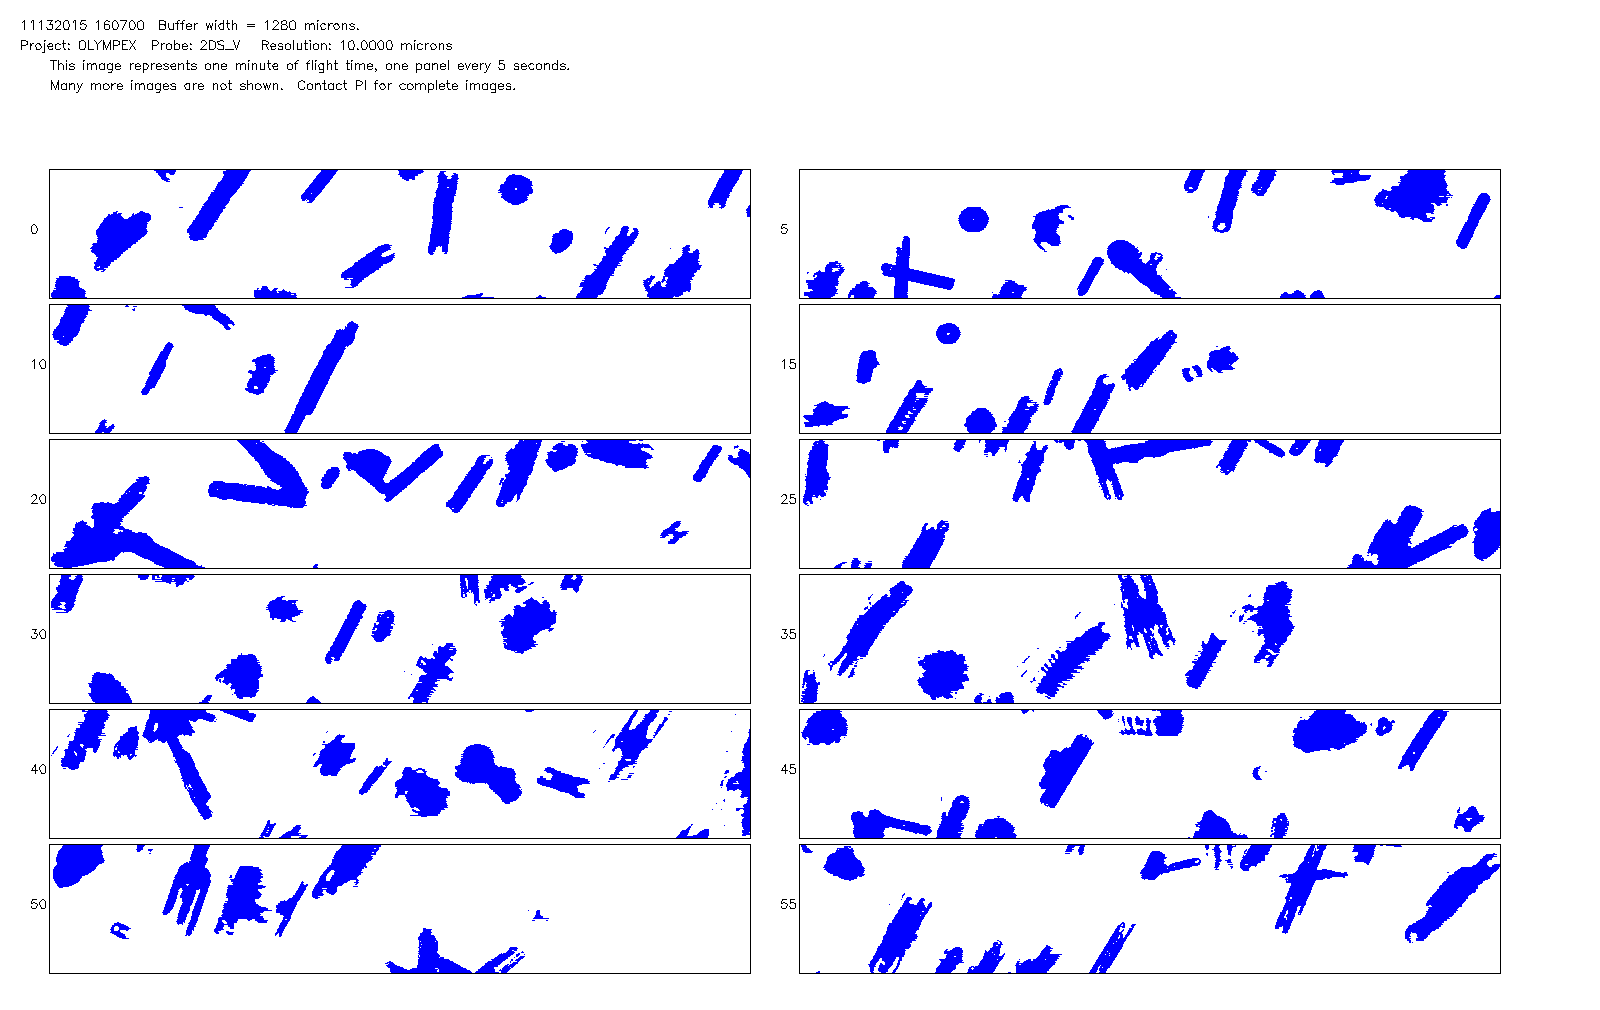 11132015 160700 Buffer width = 1280 microns.
Project: OLYMPEX Probe: 2DS_V Resolution: 10.0000 microns
This image represents one minute of flight time, one panel every 5 seconds.
Many more images are not shown. Contact PI for complete images.
0 5
10 15
20 25
30 35
40 45
50 55